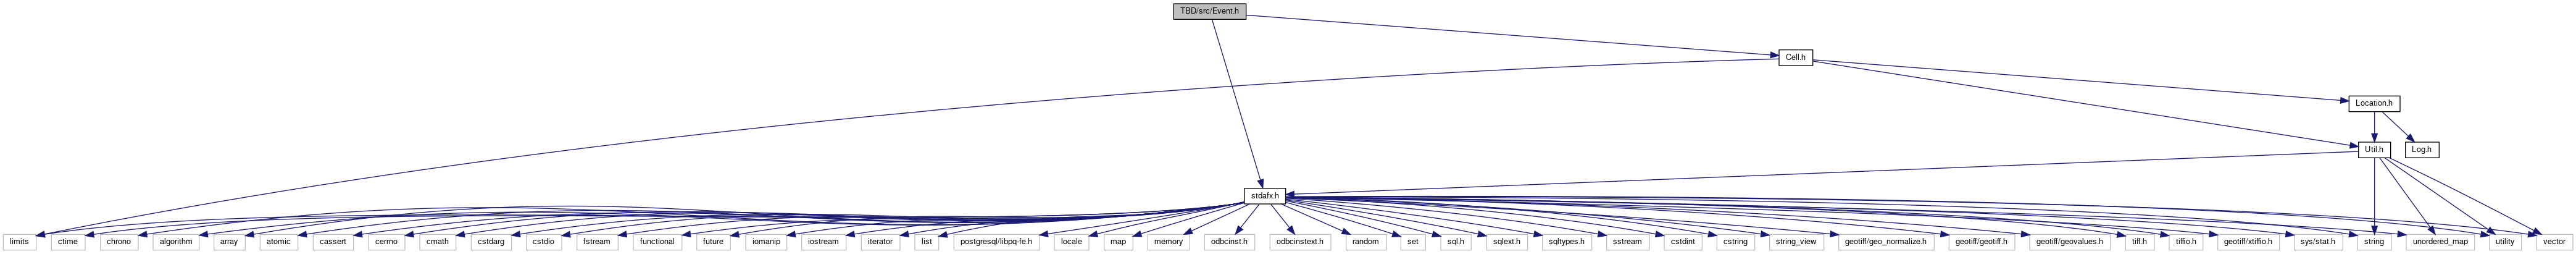 TBD/src/Event.h
Cell.h
Location.h
Util.h
Log.h
stdafx.h
limits
ctime
chrono
algorithm
array
atomic
cassert
cerrno
cmath
cstdarg
cstdio
fstream
functional
future
iomanip
iostream
iterator
list
postgresql/libpq-fe.h
locale
map
memory
odbcinst.h
odbcinstext.h
random
set
sql.h
sqlext.h
sqltypes.h
sstream
cstdint
cstring
string_view
geotiff/geo_normalize.h
geotiff/geotiff.h
geotiff/geovalues.h
tiff.h
tiffio.h
geotiff/xtiffio.h
sys/stat.h
string
unordered_map
utility
vector